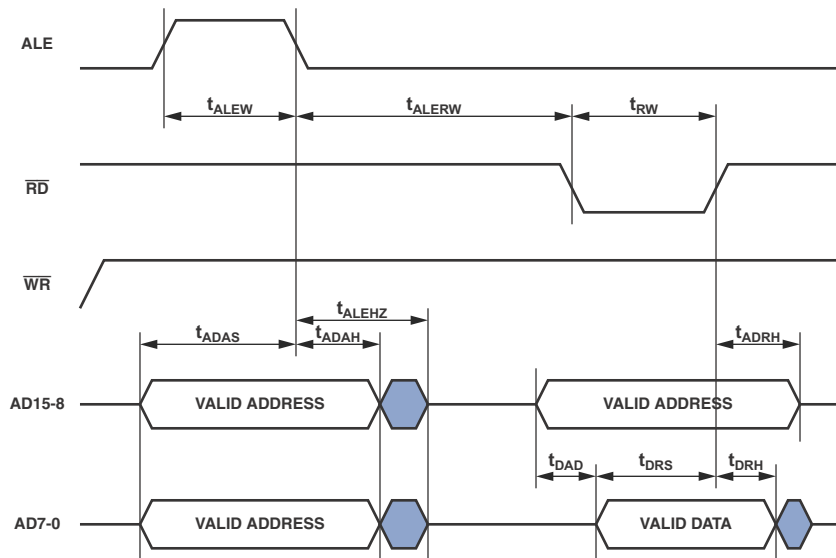 ALE
tALEW
tALERW
tRW
RD
WR
tALEHZ
tADAS
tADAH
tADRH
AD15-8
VALID ADDRESS
VALID ADDRESS
tDAD
tDRS
tDRH
AD7-0
VALID ADDRESS
VALID DATA